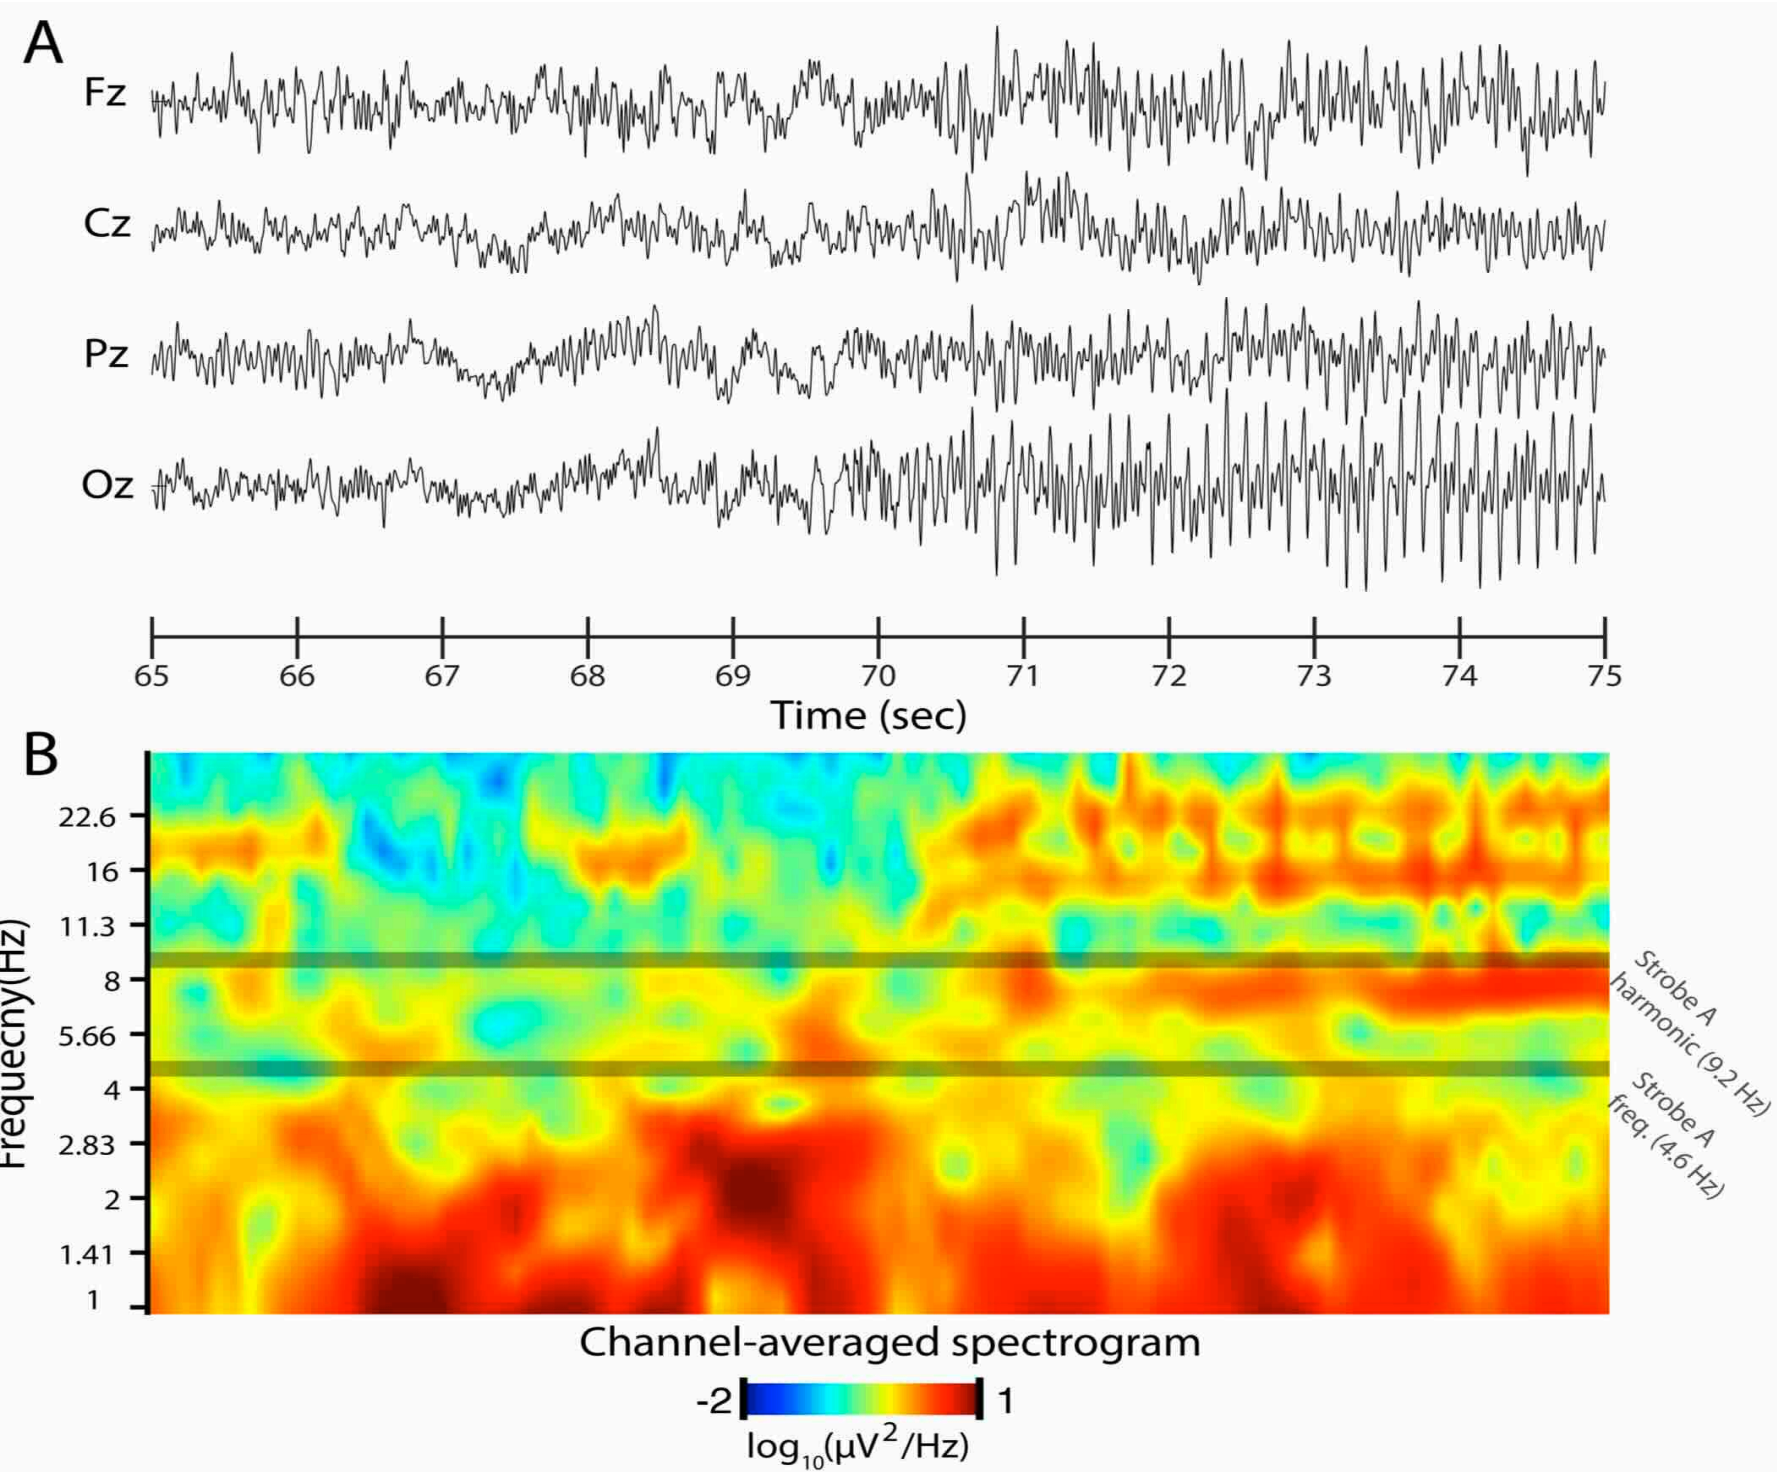 A
Fz
Cz
Pz
Oz
65 66 67 68 69 70 71 72 73 74 75
Time (sec)
B
Frequecny(Hz)
22.6
16
11.3
8
5.66
4
2.83
2
1.41
1
Strobe A
harmonic (9.2 Hz)
Strobe A
freq. (4.6 Hz)
Channel-averaged spectrogram
-2 1
log₁₀(µV²/Hz)